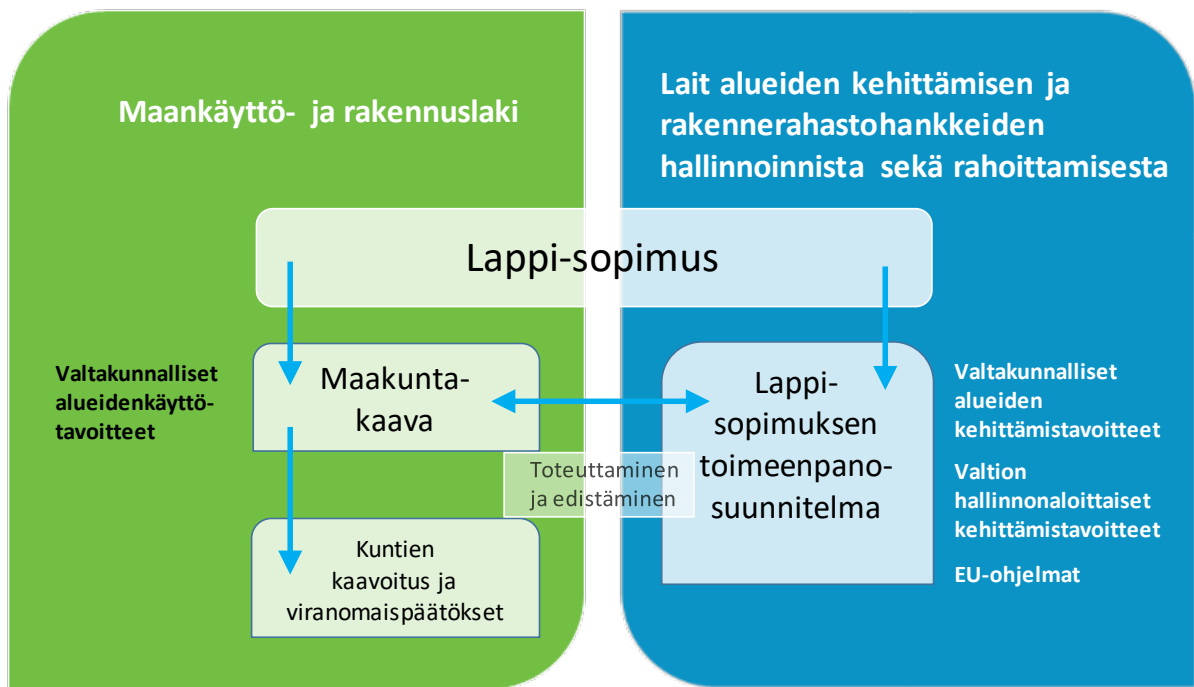 Maankäyttö- ja rakennuslaki
Lait alueiden kehittämisen ja
rakennerahastohankkeiden
hallinnoinnista sekä rahoittamisesta
Lappi-sopimus
Valtakunnalliset
alueidenkäyttö-
tavoitteet
Maakunta-
kaava
Lappi-
sopimuksen
toimeenpano-
suunnitelma
Valtakunnalliset
alueiden
kehittämistavoitteet
Valtion
hallinnonaloittaiset
kehittämistavoitteet
EU-ohjelmat
Toteuttaminen
ja edistäminen
Kuntien
kaavoitus ja
viranomaispäätökset